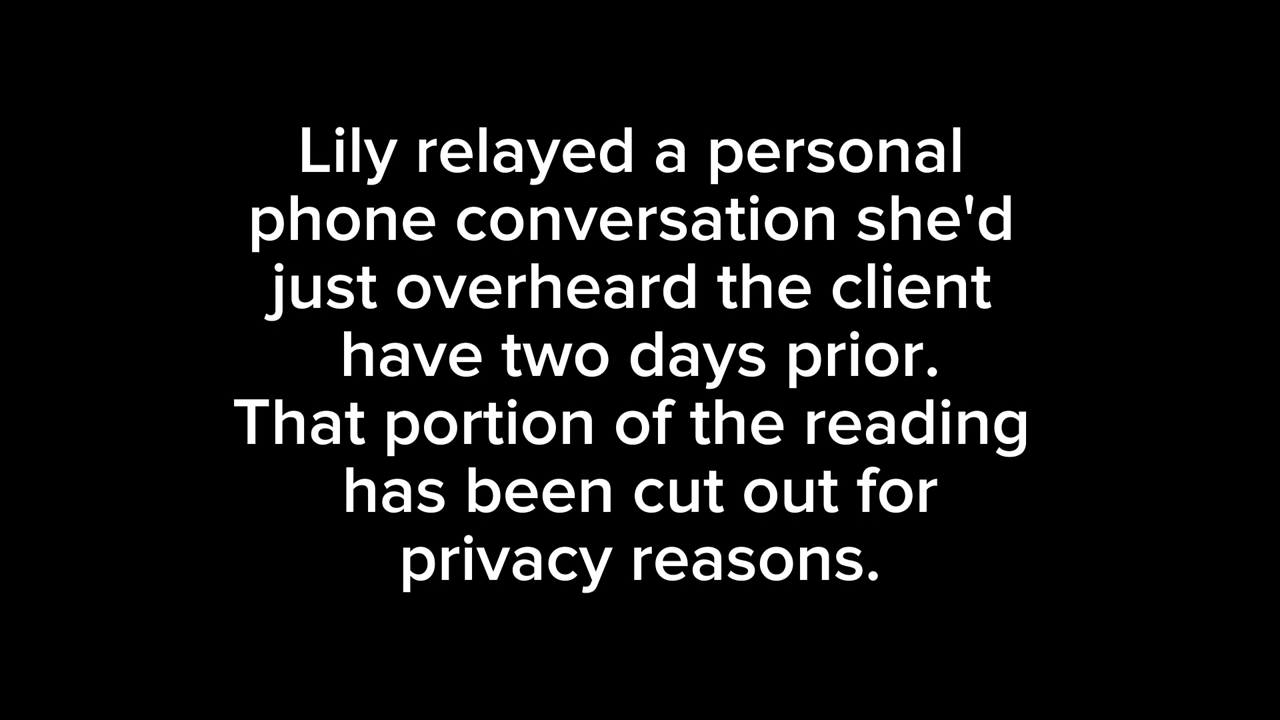 Lily relayed a personal
phone conversation she'd
just overheard the client
have two days prior.
That portion of the reading
has been cut out for
privacy reasons.